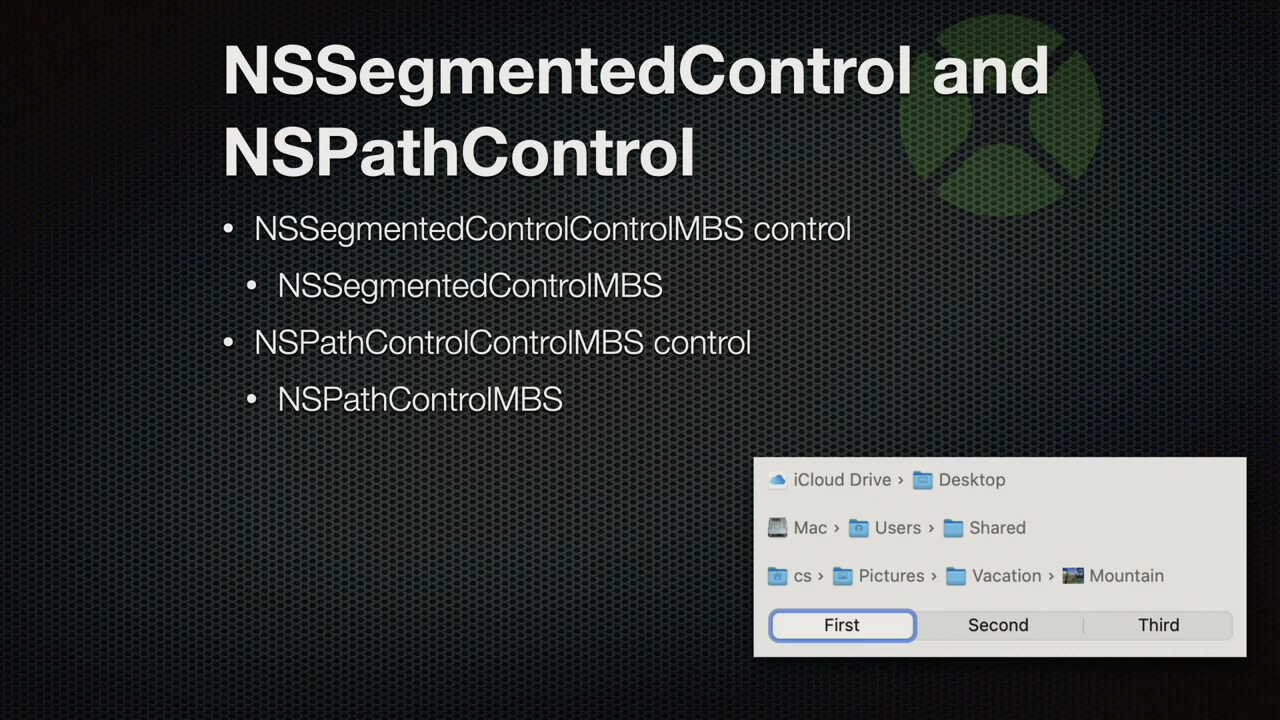 NSSegmentedControl and
NSPathControl
• NSSegmentedControlControlMBS control
• NSSegmentedControlMBS
• NSPathControlControlMBS control
• NSPathControlMBS
iCloud Drive › Desktop
Mac › Users › Shared
cs › Pictures › Vacation › Mountain
First Second Third